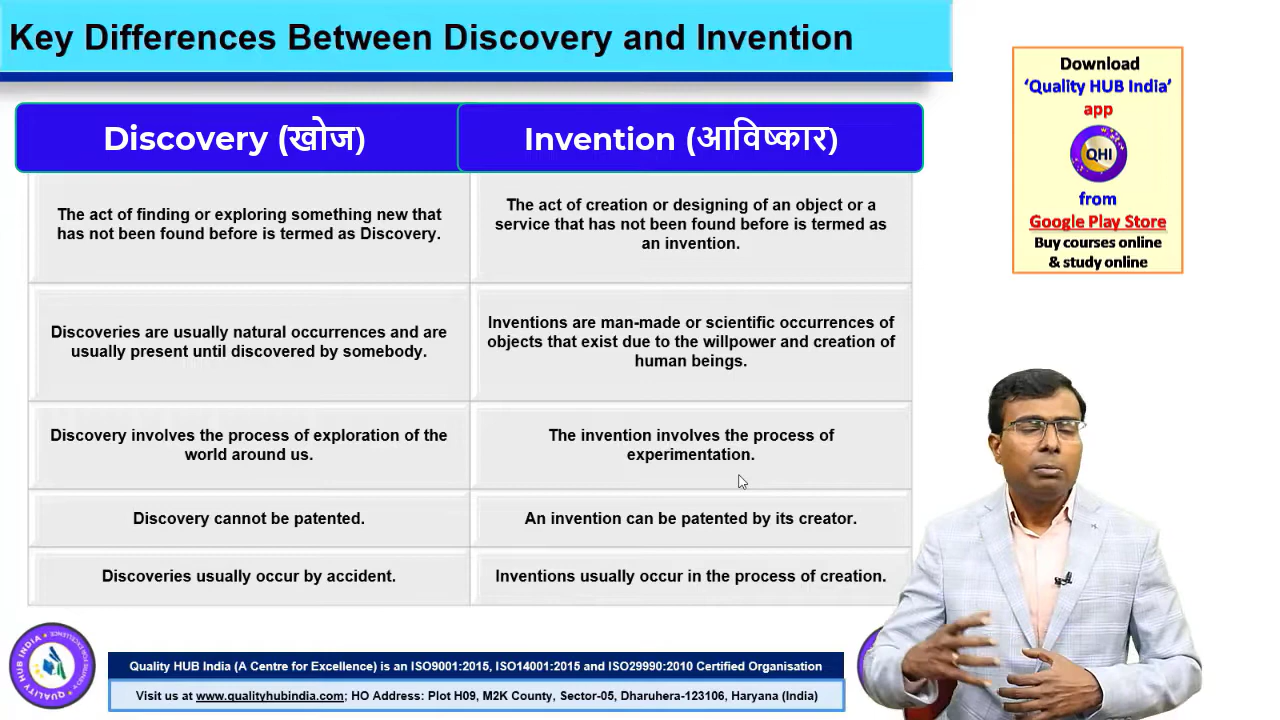 Key Differences Between Discovery and Invention
Download
‘Quality HUB India’
app
QHI
from
Google Play Store
Buy courses online
& study online
Discovery (खोज)
Invention (आविष्कार)
The act of finding or exploring something new that
has not been found before is termed as Discovery.
The act of creation or designing of an object or a
service that has not been found before is termed as
an invention.
Discoveries are usually natural occurrences and are
usually present until discovered by somebody.
Inventions are man-made or scientific occurrences of
objects that exist due to the willpower and creation of
human beings.
Discovery involves the process of exploration of the
world around us.
The invention involves the process of
experimentation.
Discovery cannot be patented.
An invention can be patented by its creator.
Discoveries usually occur by accident.
Inventions usually occur in the process of creation.
QUALITY HUB INDIA
Quality HUB India (A Centre for Excellence) is an ISO9001:2015, ISO14001:2015 and ISO29990:2010 Certified Organisation
Visit us at www.qualityhubindia.com; HO Address: Plot H09, M2K County, Sector-05, Dharuhera-123106, Haryana (India)